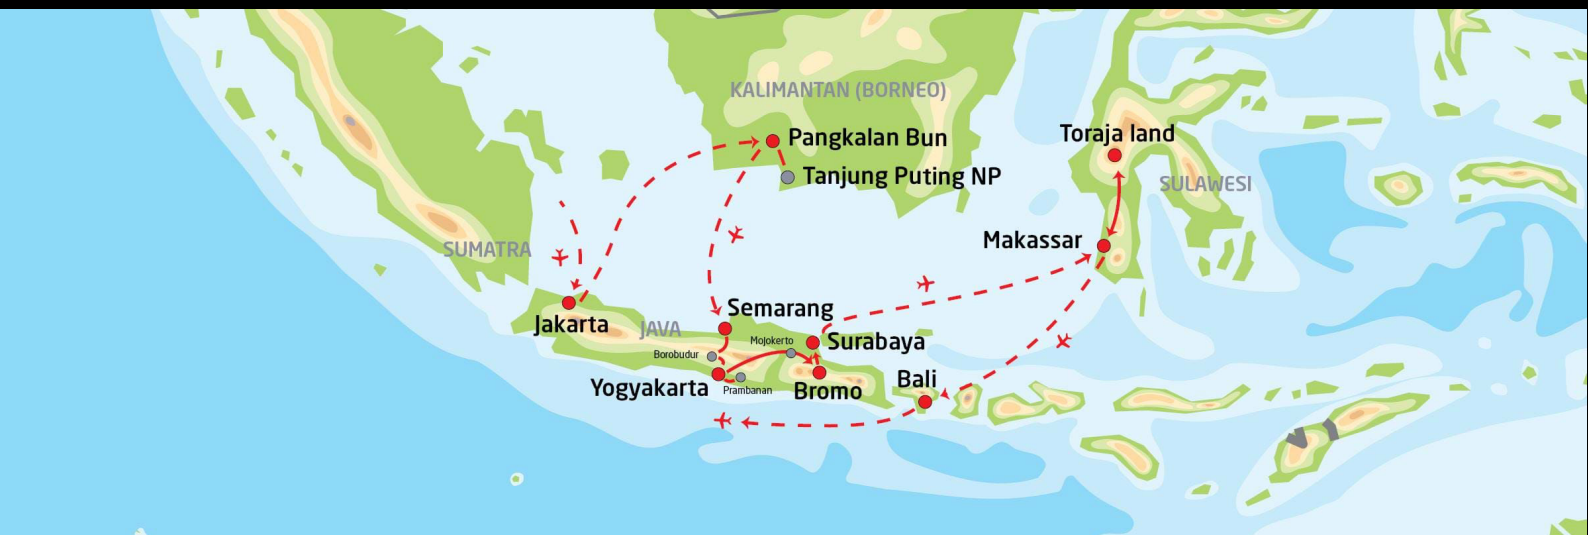 KALIMANTAN (BORNEO)
Pangkalan Bun
Toraja land
Tanjung Puting NP
SULAWESI
Makassar
SUMATRA
Semarang
Jakarta
JAVA
Mojokerto
Surabaya
Borobudur
Bali
Yogyakarta
Prambanan
Bromo